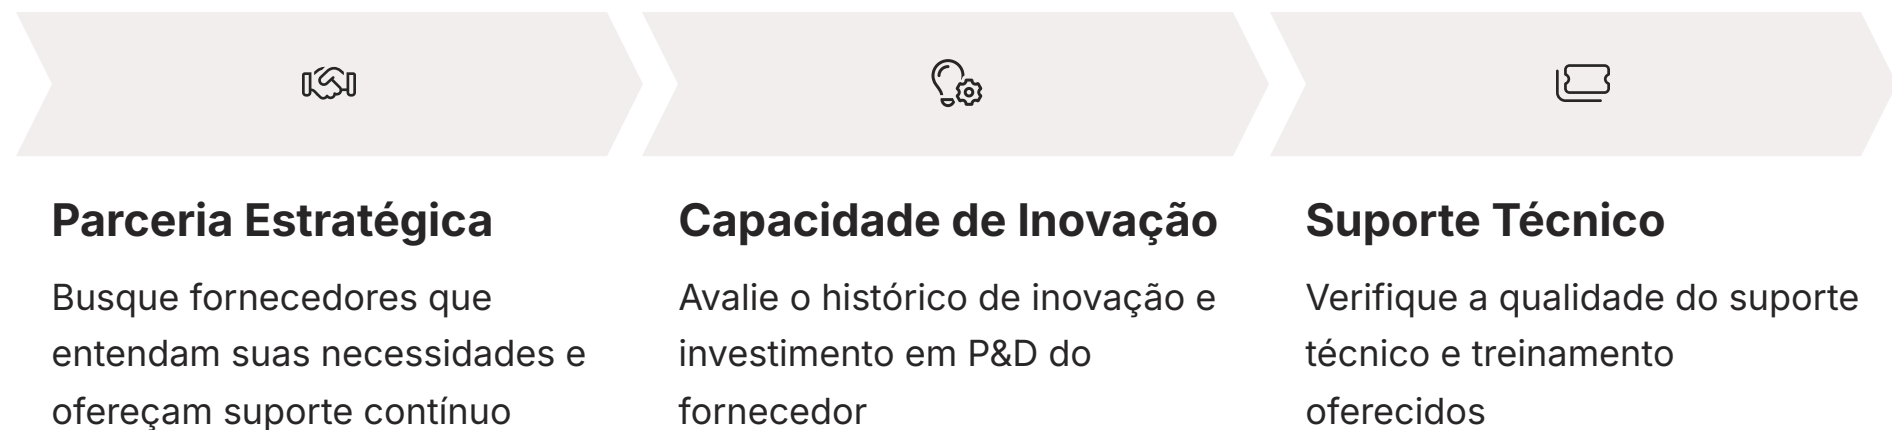 Parceria Estratégica
Busque fornecedores que
entendam suas necessidades e
ofereçam suporte contínuo
Capacidade de Inovação
Avalie o histórico de inovação e
investimento em P&D do
fornecedor
Suporte Técnico
Verifique a qualidade do suporte
técnico e treinamento
oferecidos